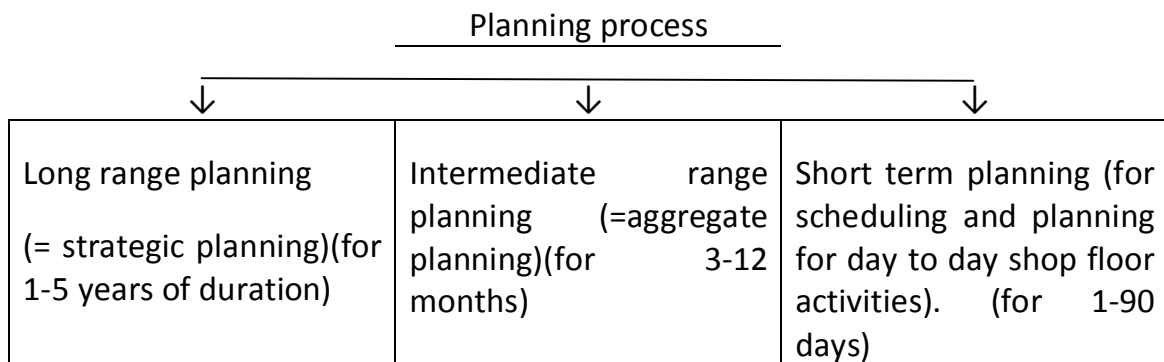 Planning process
Long range planning
(= strategic planning)(for
1-5 years of duration)
Intermediate range
planning (=aggregate
planning)(for 3-12
months)
Short term planning (for
scheduling and planning
for day to day shop floor
activities). (for 1-90
days)